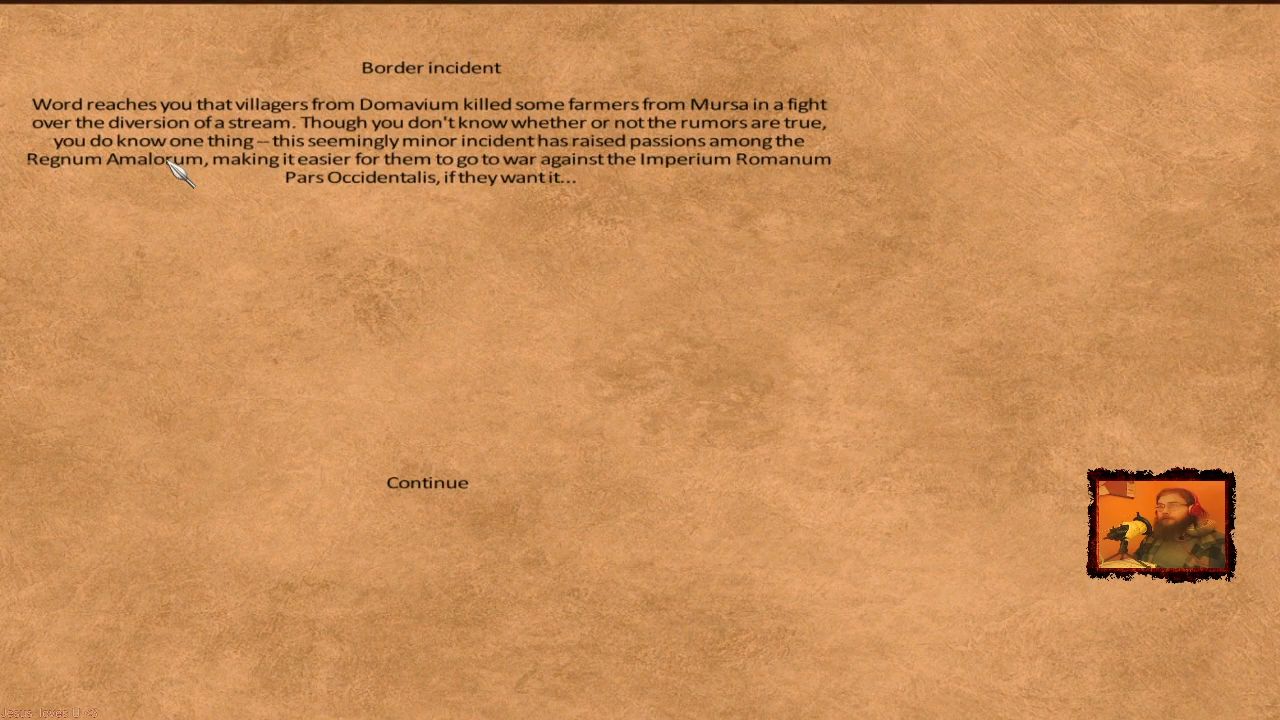 Border incident
Word reaches you that villagers from Domavium killed some farmers from Mursa in a fight
over the diversion of a stream. Though you don't know whether or not the rumors are true,
you do know one thing – this seemingly minor incident has raised passions among the
Regnum Amalorum, making it easier for them to go to war against the Imperium Romanum
Pars Occidentalis, if they want it...
Continue
Jesus loves U <3